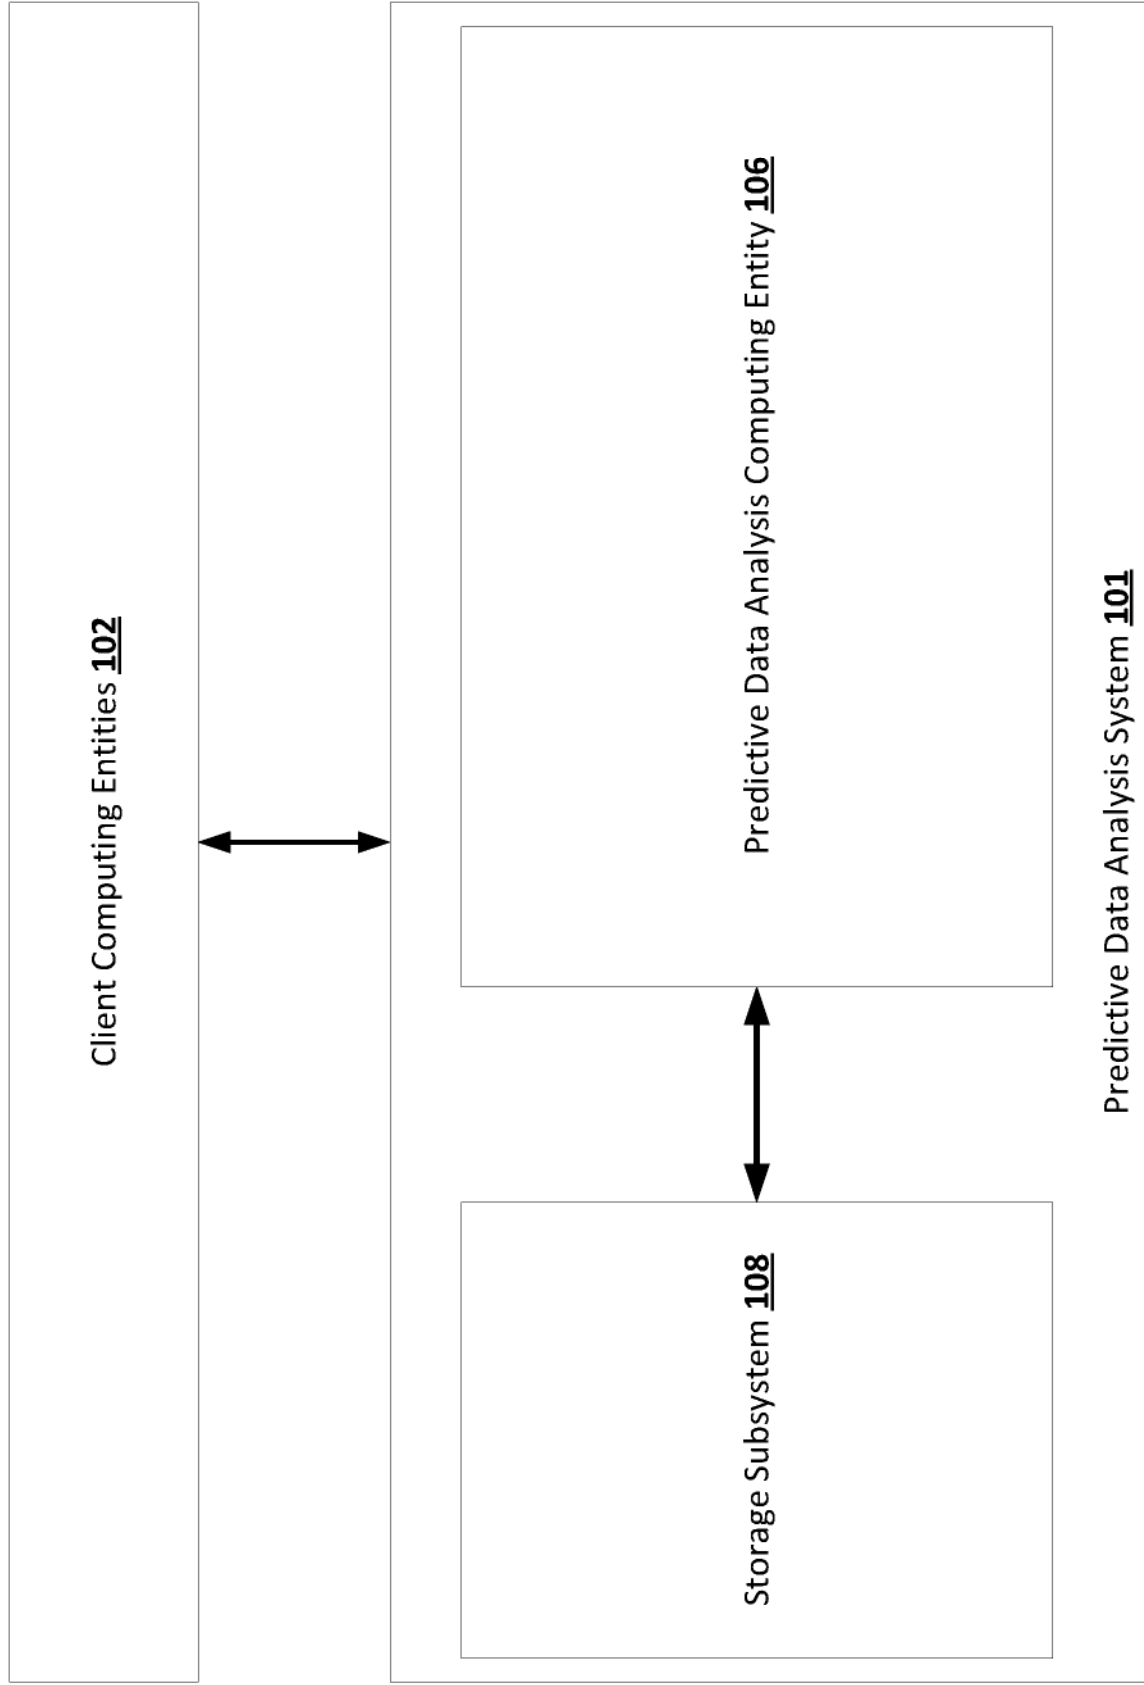 Client Computing Entities 102
Storage Subsystem 108
Predictive Data Analysis Computing Entity 106
Predictive Data Analysis System 101